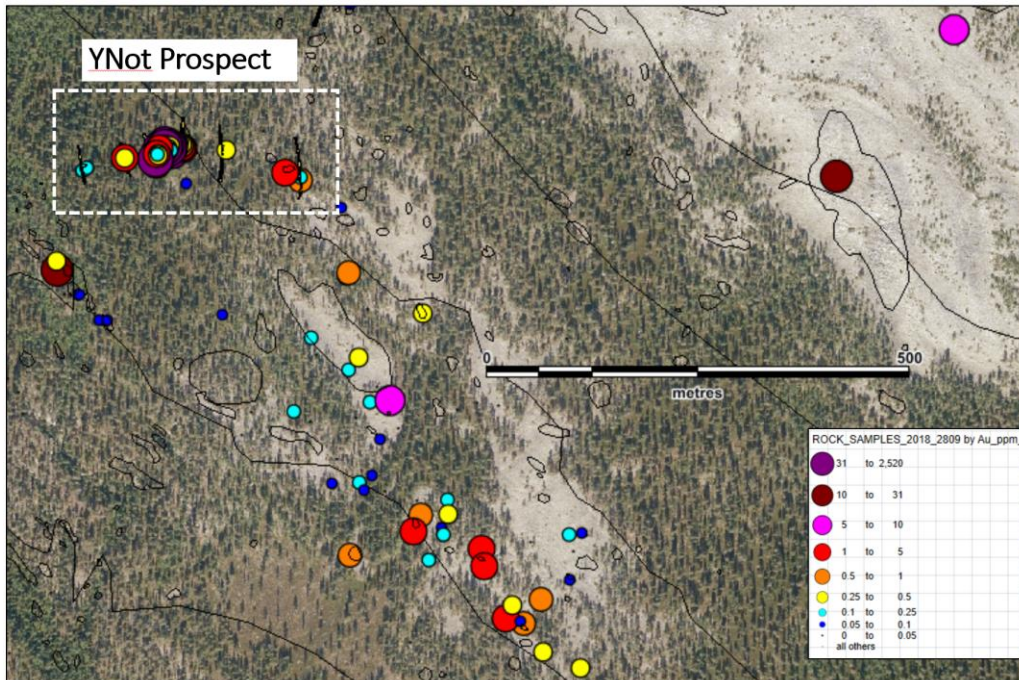 YNot Prospect
0 500
metres
ROCK_SAMPLES_2018_2809 by Au_ppm_
31 to 2,520
10 to 31
5 to 10
1 to 5
0.5 to 1
0.25 to 0.5
0.1 to 0.25
0.05 to 0.1
0 to 0.05
all others